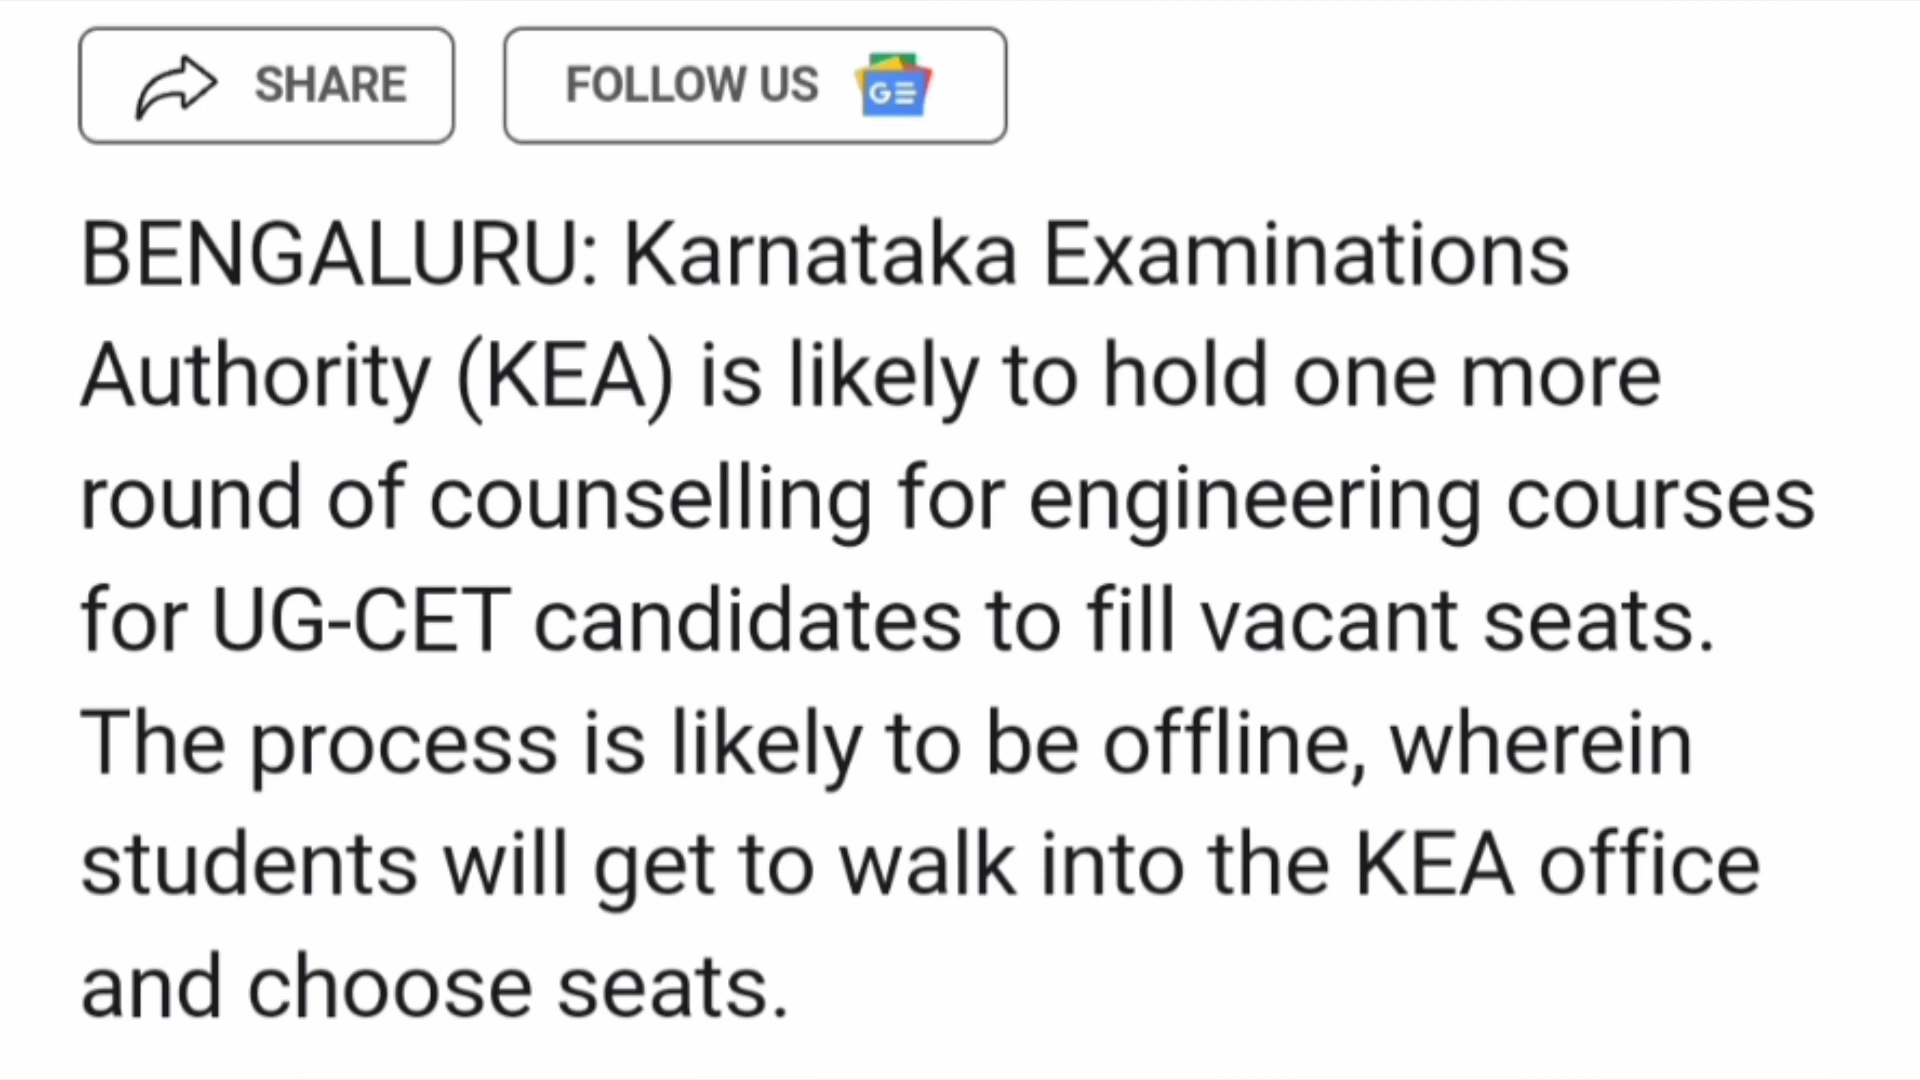 SHARE FOLLOW US GE
BENGALURU: Karnataka Examinations
Authority (KEA) is likely to hold one more
round of counselling for engineering courses
for UG-CET candidates to fill vacant seats.
The process is likely to be offline, wherein
students will get to walk into the KEA office
and choose seats.